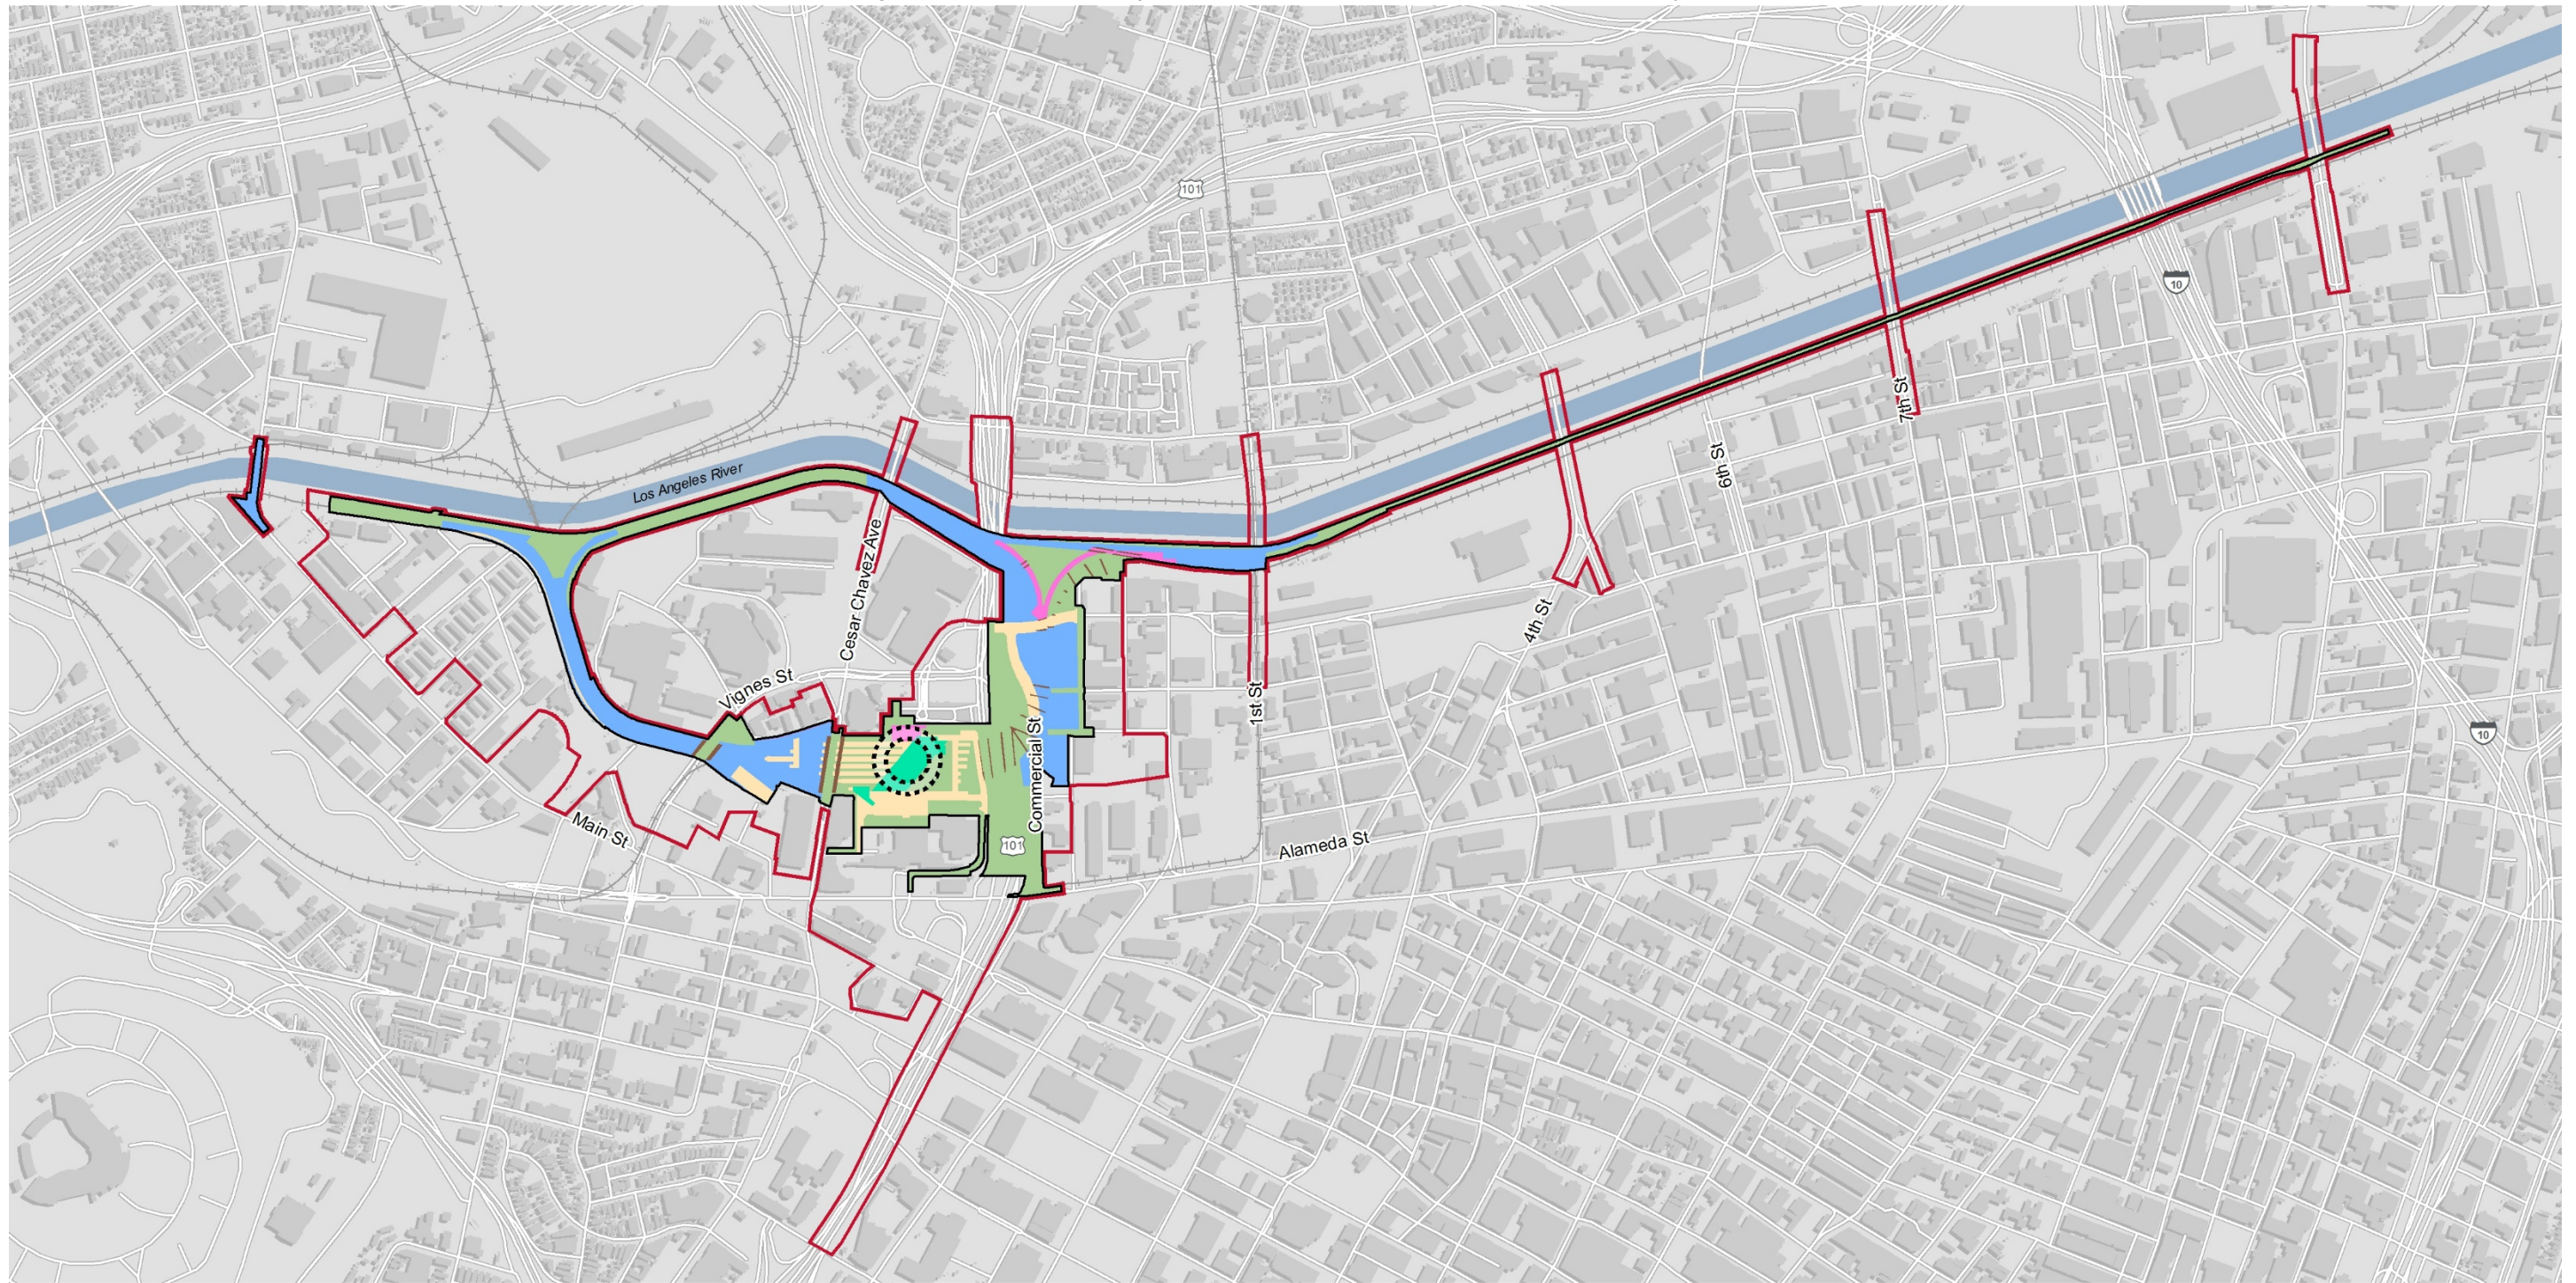 101
10
7th St
6th St
Los Angeles River
Cesar Chavez Ave
4th St
Vignes St
1st St
10
Commercial St
Main St
101
Alameda St